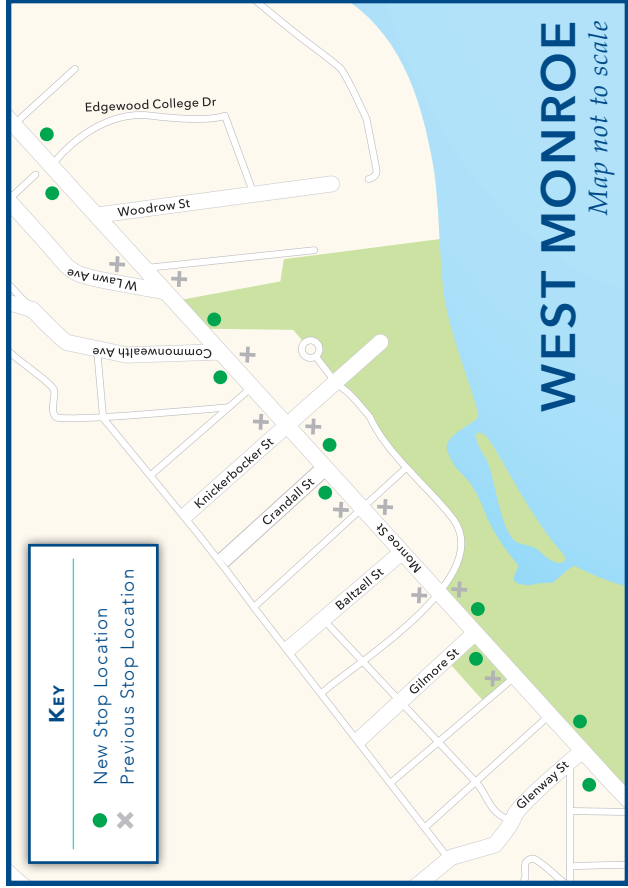 WEST MONROE
Map not to scale
KEY
New Stop Location
Previous Stop Location
Edgewood College Dr
Woodrow St
W Lawn Ave
Commonwealth Ave
Knickerbocker St
Crandall St
Monroe St
Baltzell St
Gilmore St
Glenway St